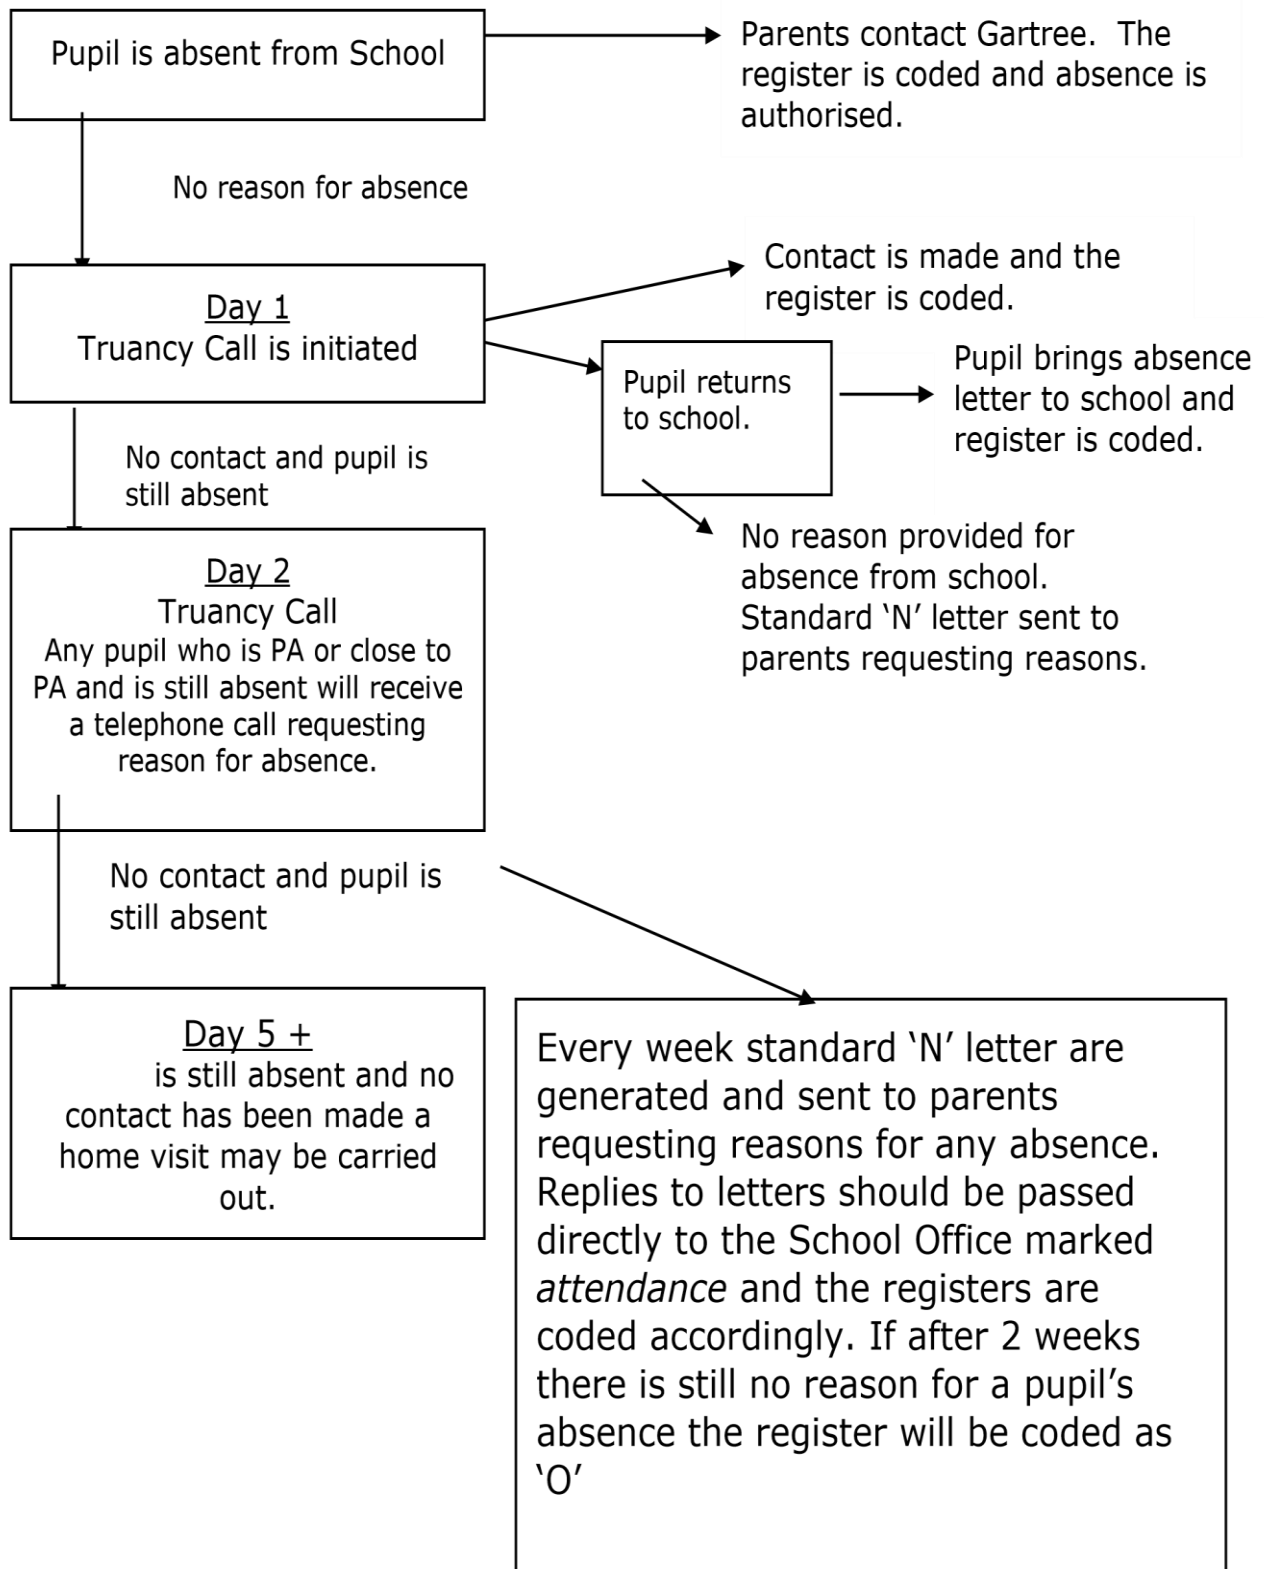 Pupil is absent from School
Parents contact Gartree.  The
register is coded and absence is
authorised.
No reason for absence
Day 1
Truancy Call is initiated
Contact is made and the
register is coded.
Pupil returns
to school.
Pupil brings absence
letter to school and
register is coded.
No contact and pupil is
still absent
No reason provided for
absence from school.
Standard ‘N’ letter sent to
parents requesting reasons.
Day 2
Truancy Call
Any pupil who is PA or close to
PA and is still absent will receive
a telephone call requesting
reason for absence.
No contact and pupil is
still absent
Day 5 +
is still absent and no
contact has been made a
home visit may be carried
out.
Every week standard ‘N’ letter are
generated and sent to parents
requesting reasons for any absence.
Replies to letters should be passed
directly to the School Office marked
attendance and the registers are
coded accordingly. If after 2 weeks
there is still no reason for a pupil’s
absence the register will be coded as
‘O’